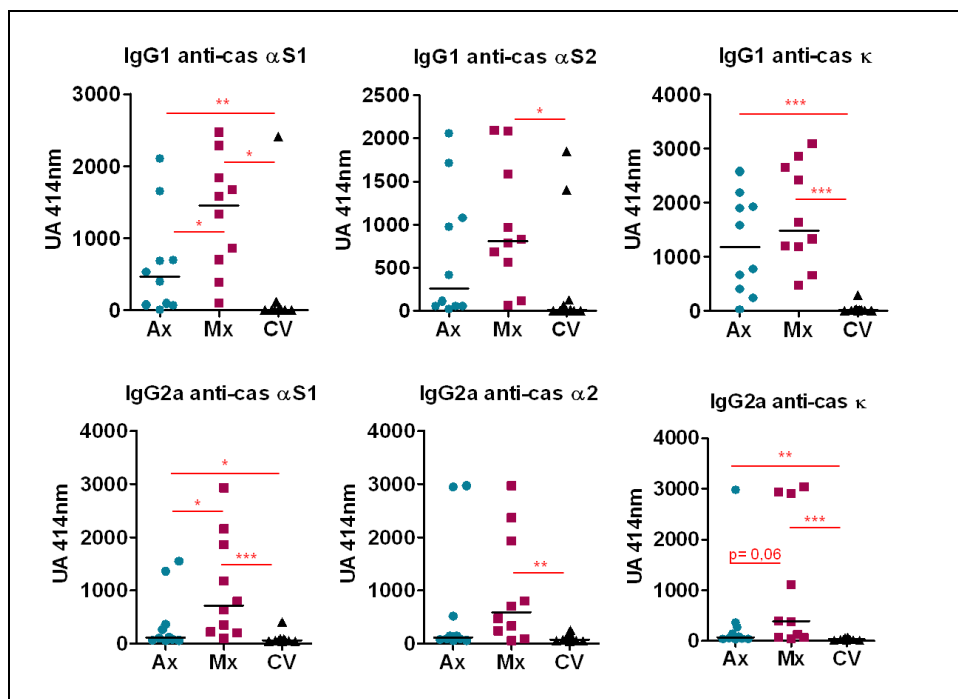 IgG1 anti-cas αS1
UA 414nm
3000
2000
1000
0
**
*
*
Ax Mx CV
IgG1 anti-cas αS2
UA 414nm
2500
2000
1500
1000
500
0
*
Ax Mx CV
IgG1 anti-cas κ
UA 414nm
4000
3000
2000
1000
0
***
***
Ax Mx CV
IgG2a anti-cas αS1
UA 414nm
4000
3000
2000
1000
0
*
*
***
Ax Mx CV
IgG2a anti-cas α2
UA 414nm
4000
3000
2000
1000
0
**
Ax Mx CV
IgG2a anti-cas κ
UA 414nm
4000
3000
2000
1000
0
**
***
p= 0,06
Ax Mx CV